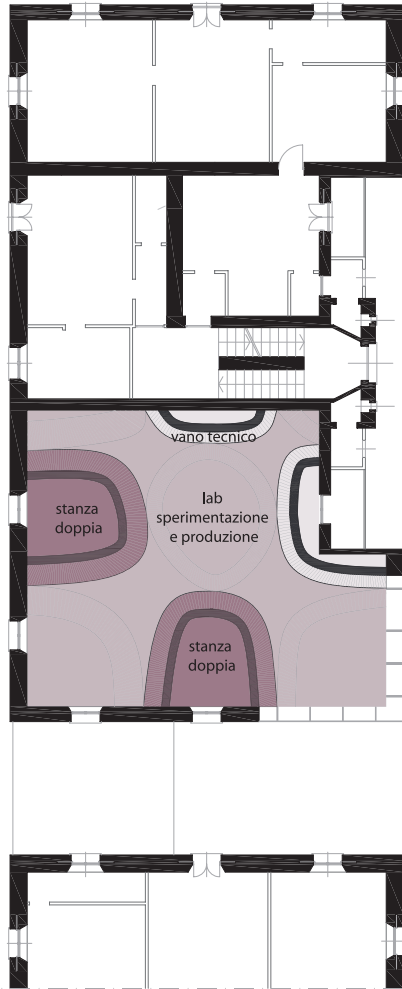 vano tecnico
stanza
doppia
lab
sperimentazione
e produzione
stanza
doppia